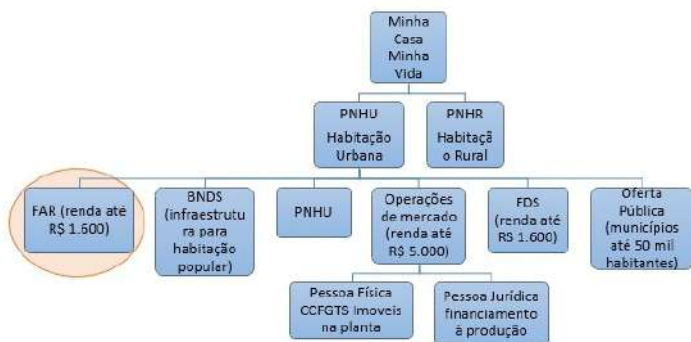 Minha
Casa
Minha
Vida
PNHU
Habitação
Urbana
PNHR
Habitaçã
o Rural
FAR (renda até
R$ 1.600)
BNDS
(infraestrutu
ra para
habitação
popular)
PNHU
Operações
de mercado
(renda até
R$ 5.000)
FDS
(renda até
RS 1.600)
Oferta
Pública
(municípios
até 50 mil
habitantes)
Pessoa Física
CCFGTS Imoveis
na planta
Pessoa Jurídica
financiamento
à produção